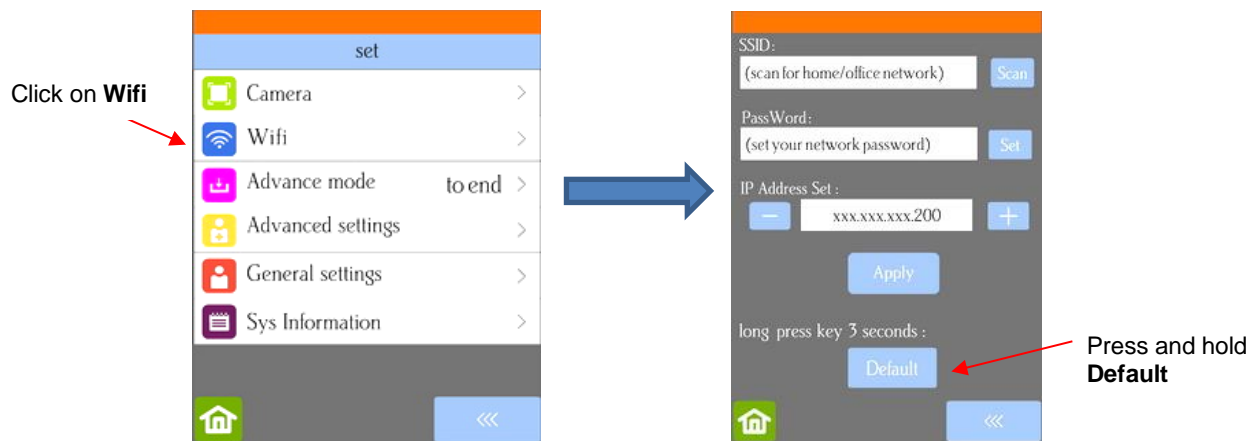 Click on Wifi
set
Camera
Wifi
Advance mode to end
Advanced settings
General settings
Sys Information
SSID:
(scan for home/office network) Scan
PassWord:
(set your network password) Set
IP Address Set :
xxx.xxx.xxx.200
Apply
long press key 3 seconds :
Default
Press and hold
Default